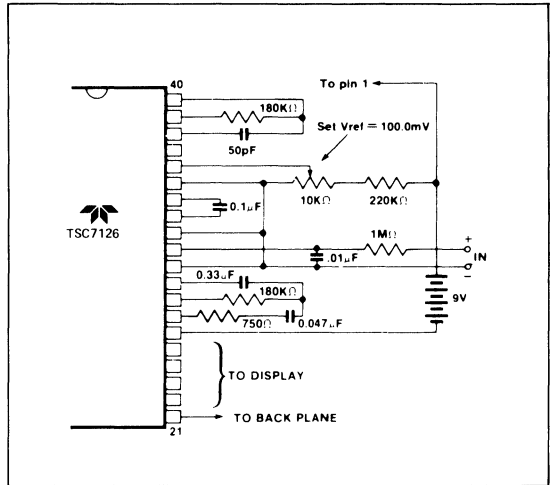 40
To pin 1
180KΩ
Set Vref = 100.0mV
50pF
TSC7126
0.1µF
10KΩ
220KΩ
1MΩ
+
IN
.01µF
−
0.33µF
180KΩ
9V
750Ω
0.047µF
TO DISPLAY
TO BACK PLANE
21